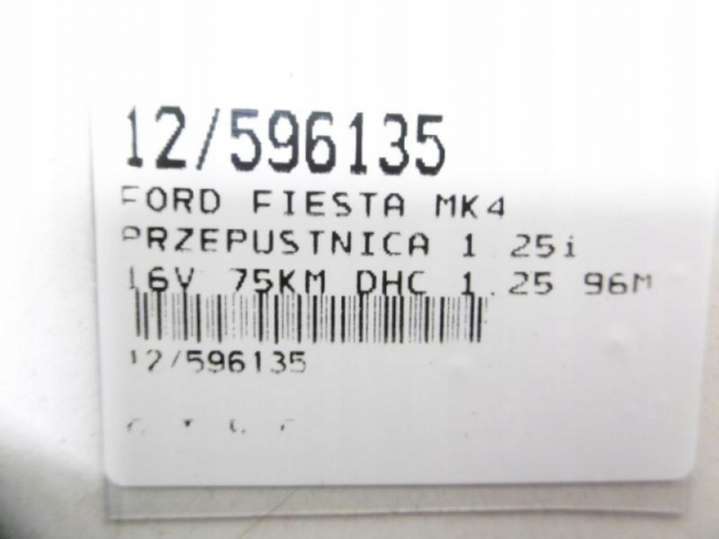 12/596135
FORD FIESTA MK4
PRZEPUSTNICA 1.25i
16V 75KM DHC 1.25 96M
12/596135